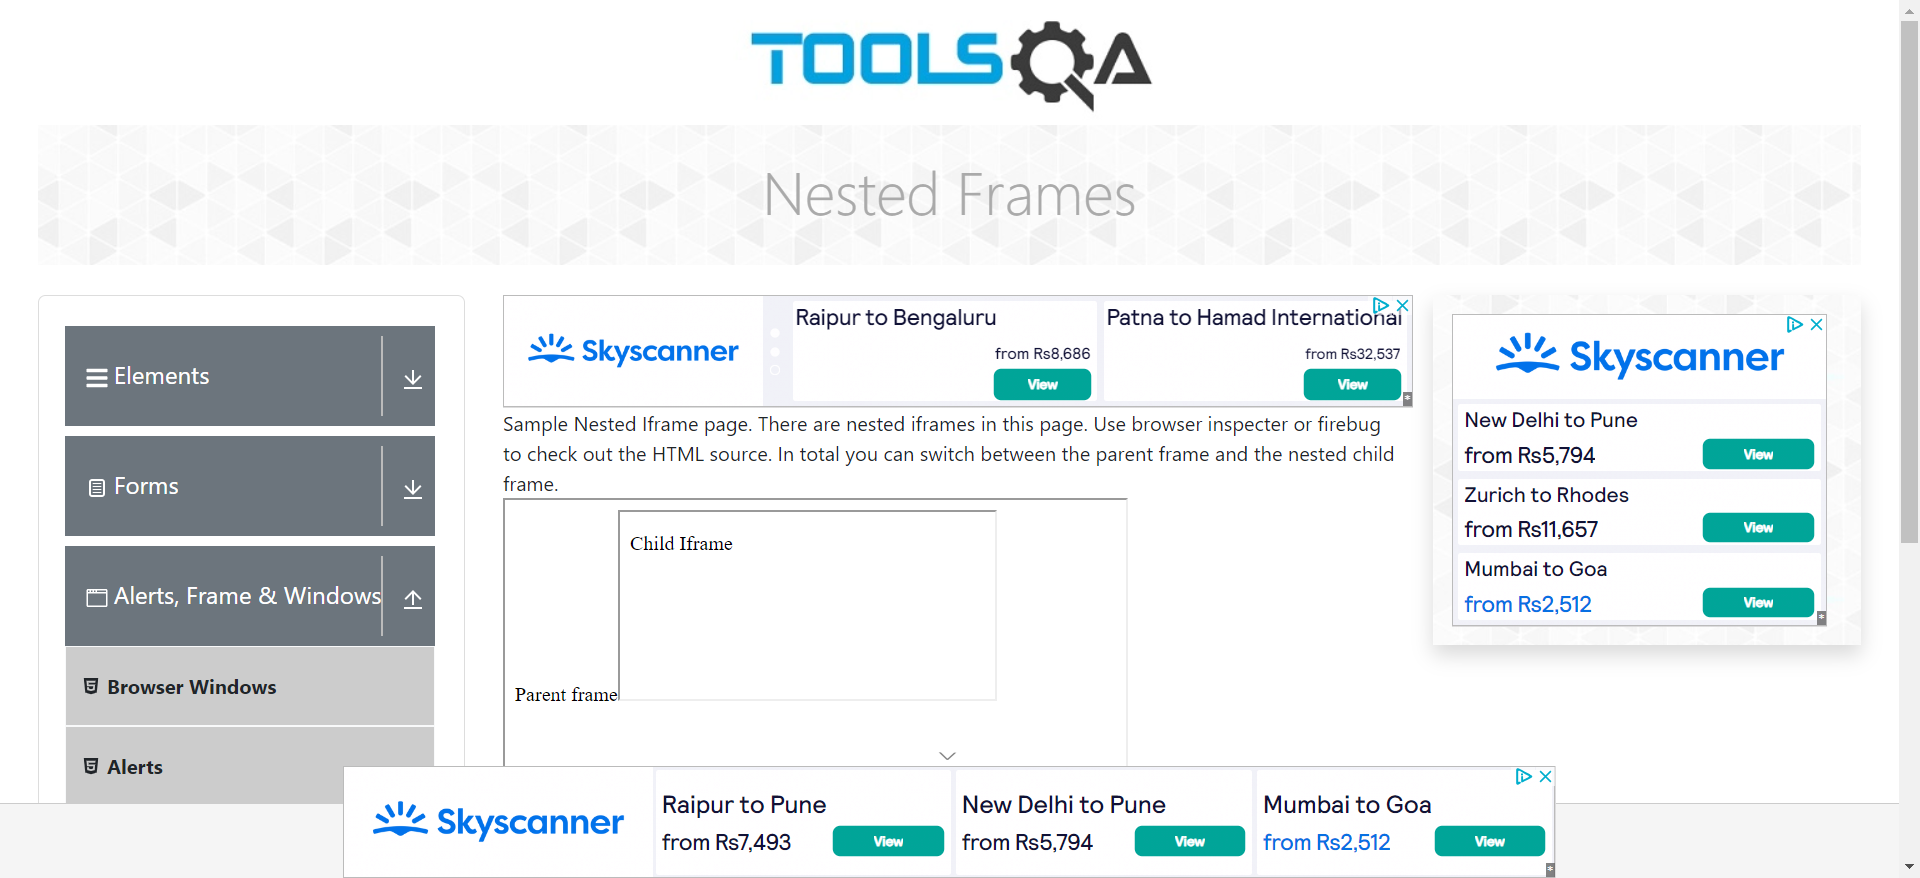 TOOLSQA
Nested Frames
Elements
Forms
Alerts, Frame & Windows
Browser Windows
Alerts
Skyscanner
Raipur to Bengaluru
from Rs8,686
View
Patna to Hamad International
from Rs32,537
View
Sample Nested Iframe page. There are nested iframes in this page. Use browser inspecter or firebug
to check out the HTML source. In total you can switch between the parent frame and the nested child
frame.
Child Iframe
Parent frame
Skyscanner
New Delhi to Pune
from Rs5,794
View
Zurich to Rhodes
from Rs11,657
View
Mumbai to Goa
from Rs2,512
View
Skyscanner
Raipur to Pune
from Rs7,493
View
New Delhi to Pune
from Rs5,794
View
Mumbai to Goa
from Rs2,512
View